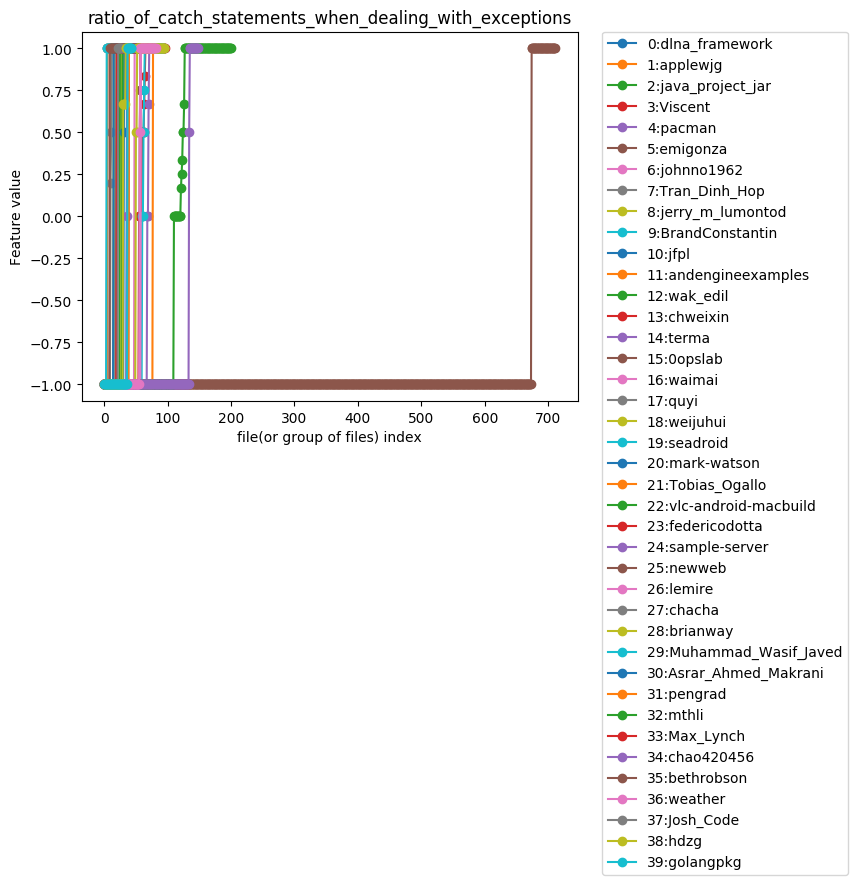 ratio_of_catch_statements_when_dealing_with_exceptions
1.00
0.75
0.50
0.25
0.00
−0.25
−0.50
−0.75
−1.00
Feature value
0 100 200 300 400 500 600 700
file(or group of files) index
0:dlna_framework
1:applewjg
2:java_project_jar
3:Viscent
4:pacman
5:emigonza
6:johnno1962
7:Tran_Dinh_Hop
8:jerry_m_lumontod
9:BrandConstantin
10:jfpl
11:andengineexamples
12:wak_edil
13:chweixin
14:terma
15:0opslab
16:waimai
17:quyi
18:weijuhui
19:seadroid
20:mark-watson
21:Tobias_Ogallo
22:vlc-android-macbuild
23:federicodotta
24:sample-server
25:newweb
26:lemire
27:chacha
28:brianway
29:Muhammad_Wasif_Javed
30:Asrar_Ahmed_Makrani
31:pengrad
32:mthli
33:Max_Lynch
34:chao420456
35:bethrobson
36:weather
37:Josh_Code
38:hdzg
39:golangpkg